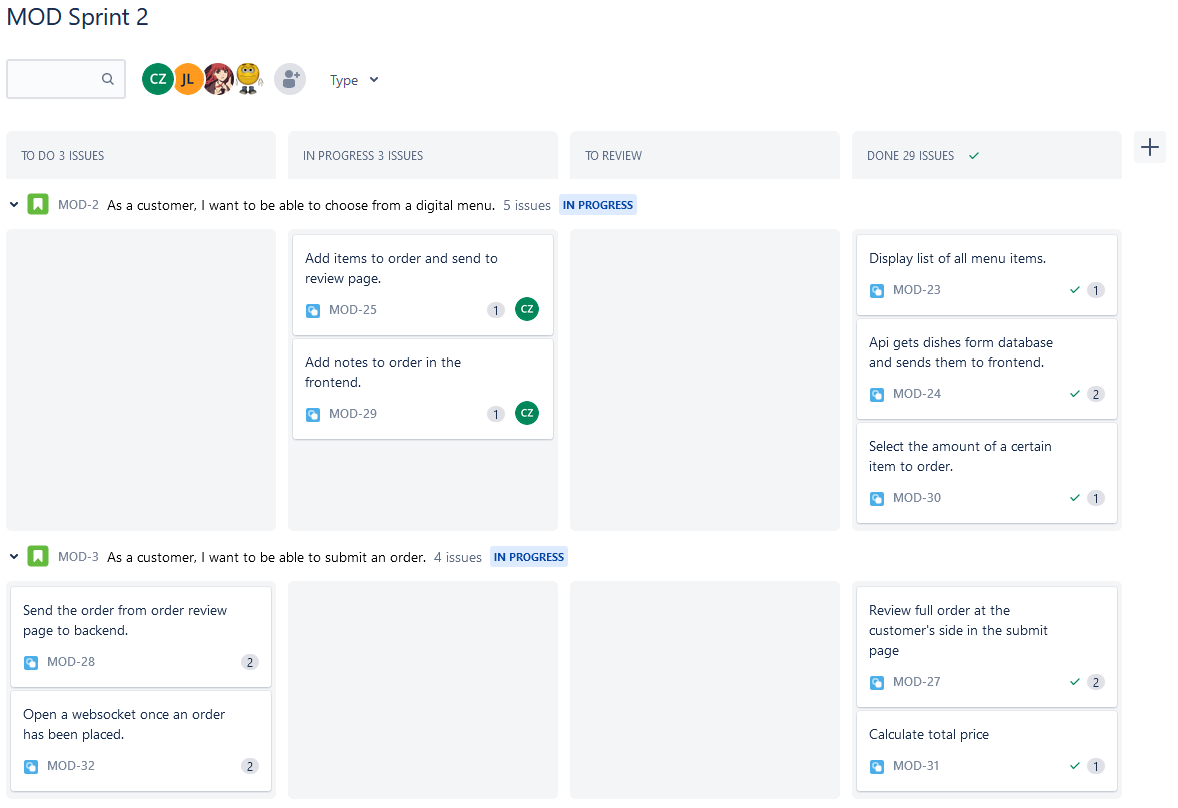 MOD Sprint 2
CZ JL
Type
TO DO 3 ISSUES
IN PROGRESS 3 ISSUES
TO REVIEW
DONE 29 ISSUES
MOD-2 As a customer, I want to be able to choose from a digital menu. 5 issues IN PROGRESS
Add items to order and send to
review page.
MOD-25 1 CZ
Add notes to order in the
frontend.
MOD-29 1 CZ
Display list of all menu items.
MOD-23 1
Api gets dishes form database
and sends them to frontend.
MOD-24 2
Select the amount of a certain
item to order.
MOD-30 1
MOD-3 As a customer, I want to be able to submit an order. 4 issues IN PROGRESS
Send the order from order review
page to backend.
MOD-28 2
Open a websocket once an order
has been placed.
MOD-32 2
Review full order at the
customer's side in the submit
page
MOD-27 2
Calculate total price
MOD-31 1